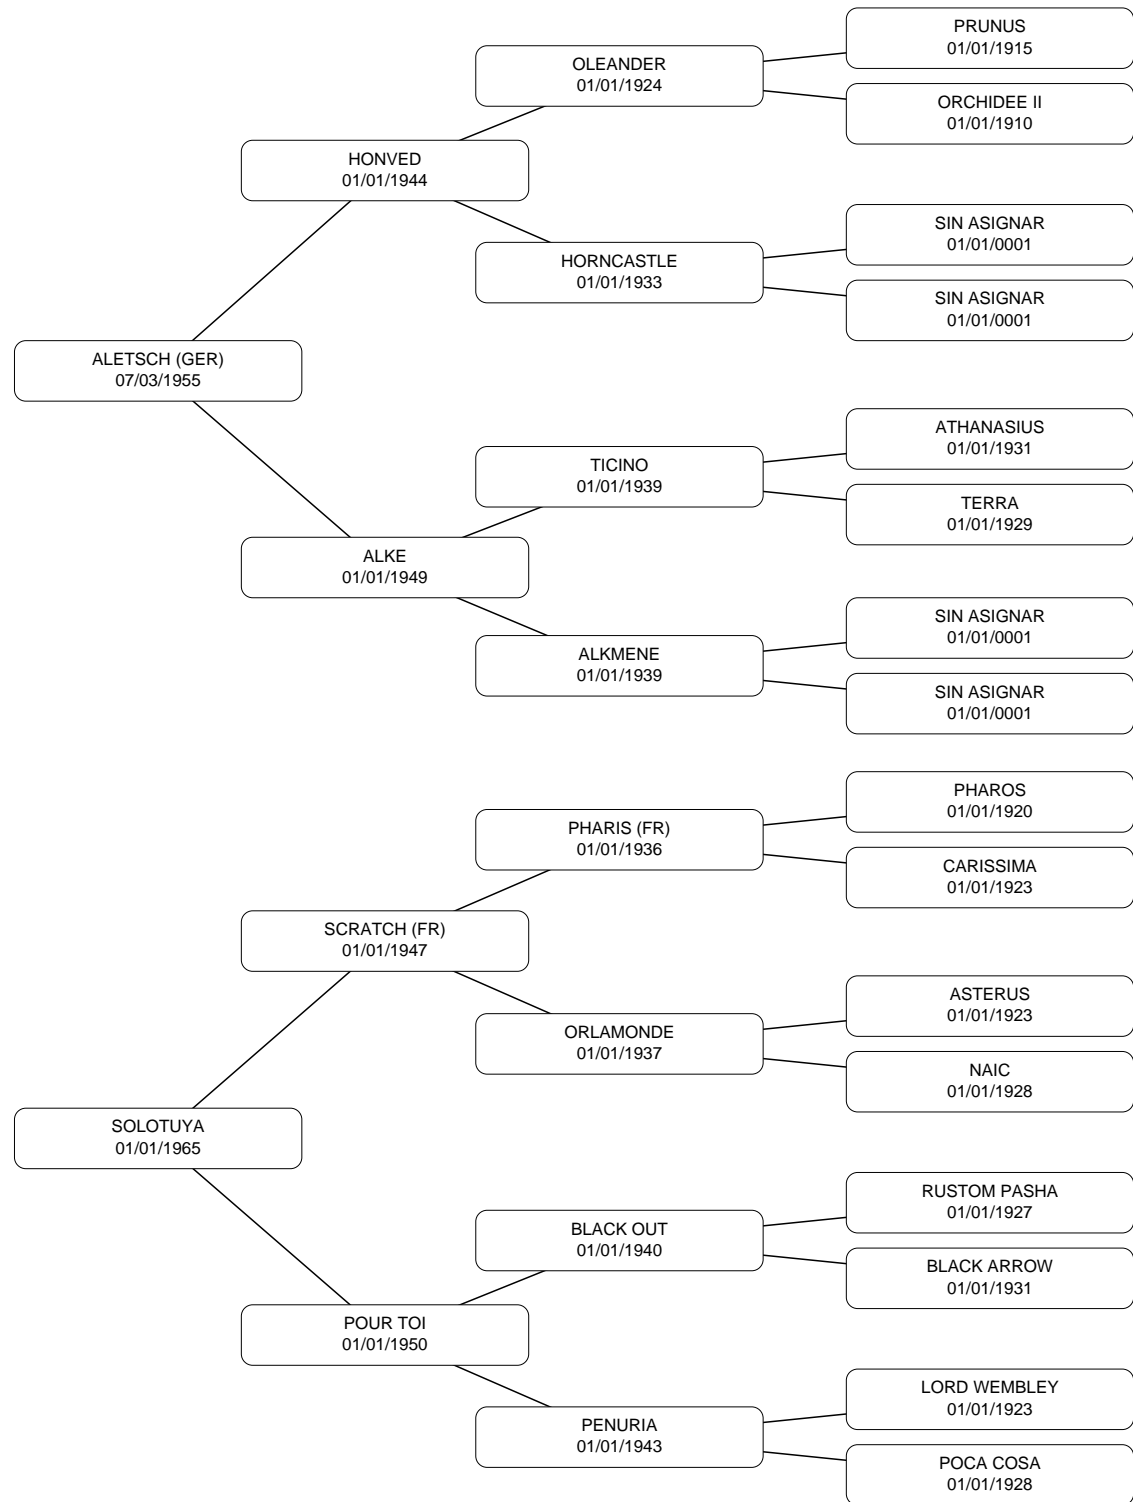 PRUNUS
01/01/1915
OLEANDER
01/01/1924
ORCHIDEE II
01/01/1910
HONVED
01/01/1944
SIN ASIGNAR
01/01/0001
HORNCASTLE
01/01/1933
SIN ASIGNAR
01/01/0001
ALETSCH (GER)
07/03/1955
ATHANASIUS
01/01/1931
TICINO
01/01/1939
TERRA
01/01/1929
ALKE
01/01/1949
SIN ASIGNAR
01/01/0001
ALKMENE
01/01/1939
SIN ASIGNAR
01/01/0001
PHAROS
01/01/1920
PHARIS (FR)
01/01/1936
CARISSIMA
01/01/1923
SCRATCH (FR)
01/01/1947
ASTERUS
01/01/1923
ORLAMONDE
01/01/1937
NAIC
01/01/1928
SOLOTUYA
01/01/1965
RUSTOM PASHA
01/01/1927
BLACK OUT
01/01/1940
BLACK ARROW
01/01/1931
POUR TOI
01/01/1950
LORD WEMBLEY
01/01/1923
PENURIA
01/01/1943
POCA COSA
01/01/1928